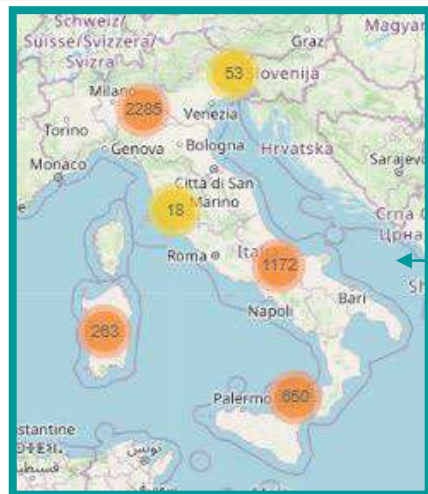 Schweiz/
Suisse/Svizzera/
Svizra
Graz
Magyar
53
Slovenija
Milano
2285
Venezia
Torino
Genova
Bologna
Hrvatska
Monaco
Sarajevo
Città di San
Marino
18
Crna G
Црна
Roma
Ita
1172
Bari
Napoli
263
Palermo
650
stantine
تونس